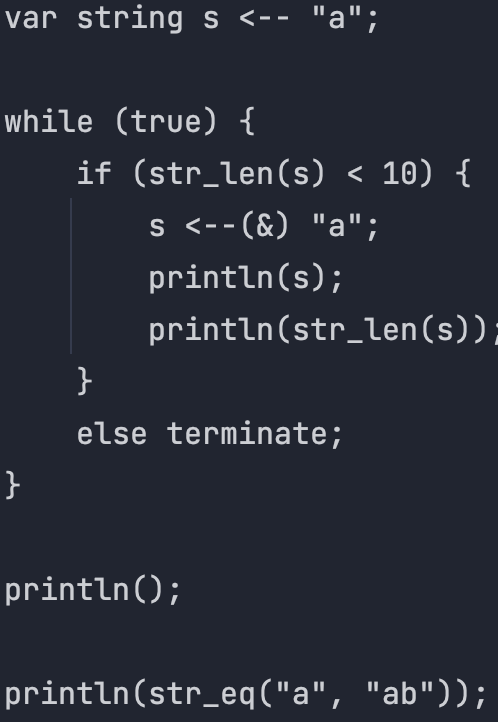 var string s <-- "a";

while (true) {
    if (str_len(s) < 10) {
        s <--(&) "a";
        println(s);
        println(str_len(s));
    }
    else terminate;
}

println();

println(str_eq("a", "ab"));